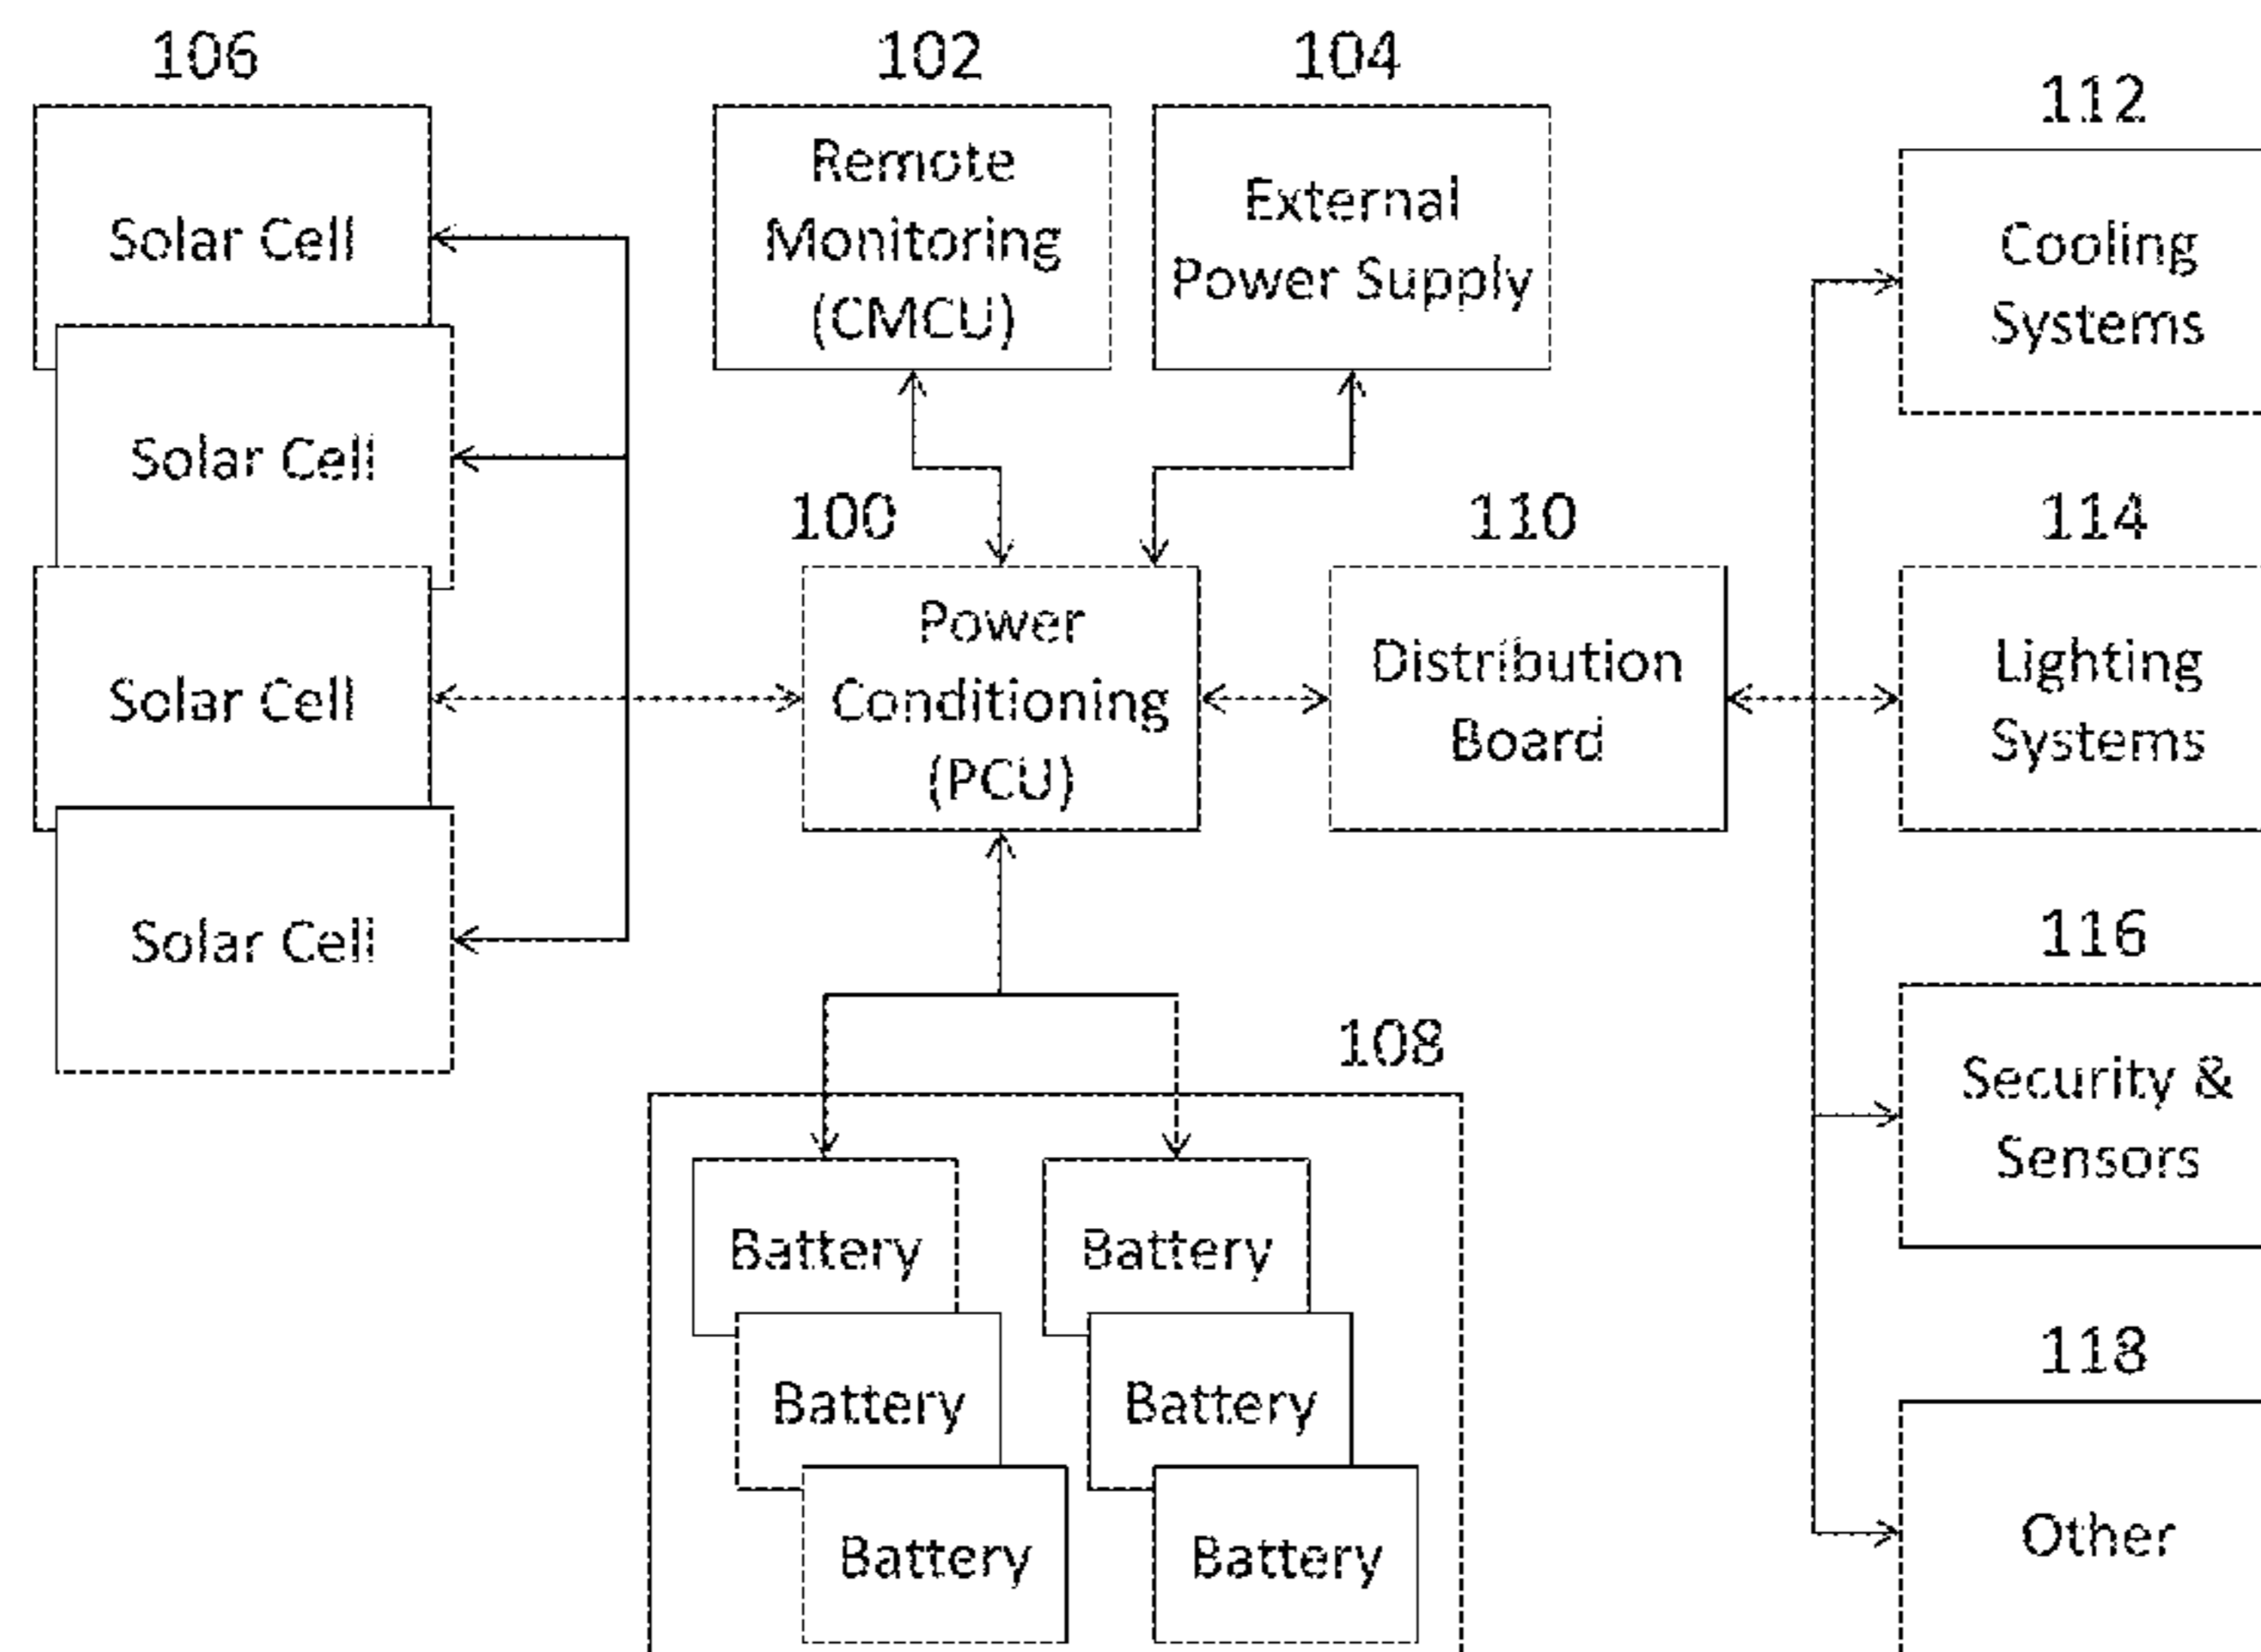 106
Solar Cell
Solar Cell
Solar Cell
Solar Cell
102
Remote
Monitoring
(CMCU)
104
External
Power Supply
100
Power
Conditioning
(PCU)
110
Distribution
Board
108
Battery
Battery
Battery
Battery
Battery
Battery
112
Cooling
Systems
114
Lighting
Systems
116
Security &
Sensors
118
Other